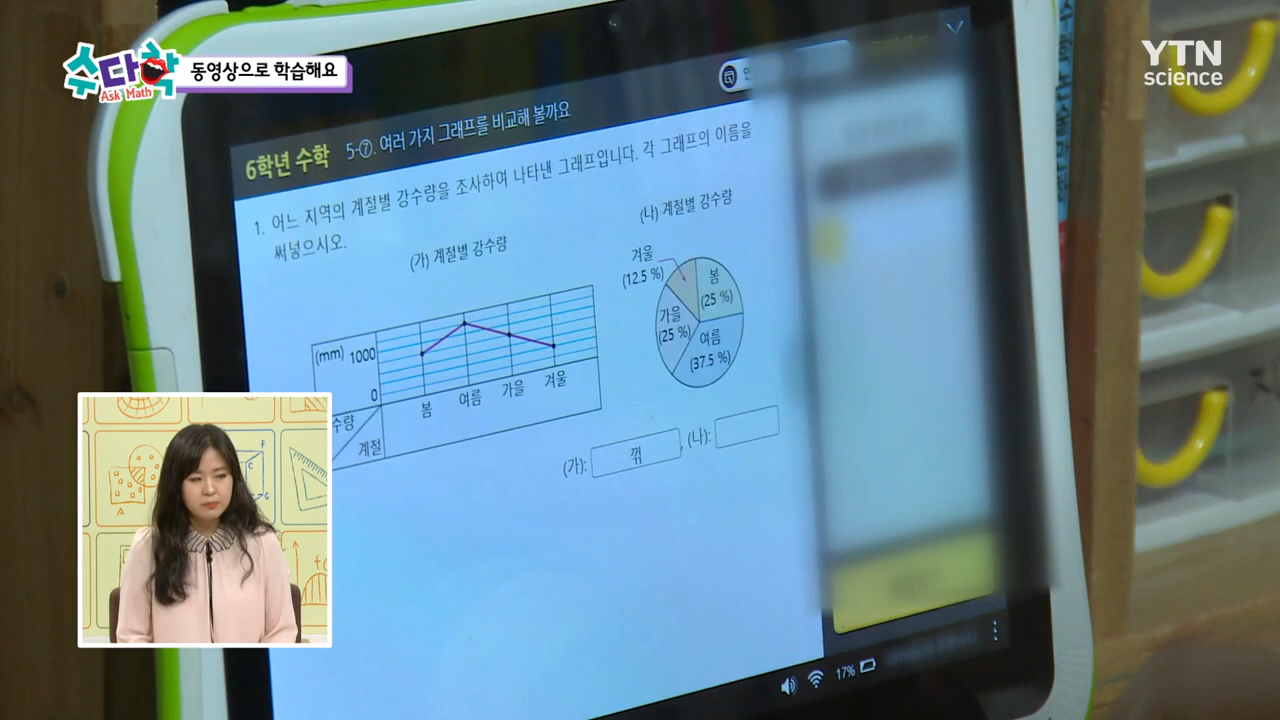 수다학
Ask Math
동영상으로 학습해요
YTN
science
6학년 수학
5-⑦. 여러 가지 그래프를 비교해 볼까요
1. 어느 지역의 계절별 강수량을 조사하여 나타낸 그래프입니다. 각 그래프의 이름을
써넣으시오.
(가) 계절별 강수량
(나) 계절별 강수량
(mm) 1000
0
수량
계절
봄 여름 가을 겨울
겨울
(12.5 %)
봄
(25 %)
가을
(25 %)
여름
(37.5 %)
(가): 꺾 , (나):
17%
A
F
C
G